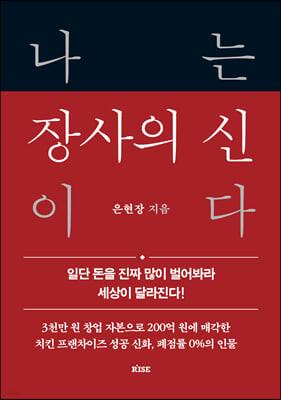 나는
장사의 신
이다
은현장 지음
일단 돈을 진짜 많이 벌어봐라
세상이 달라진다!
3천만 원 창업 자본으로 200억 원에 매각한
치킨 프랜차이즈 성공 신화, 폐점률 0%의 인물
RISE